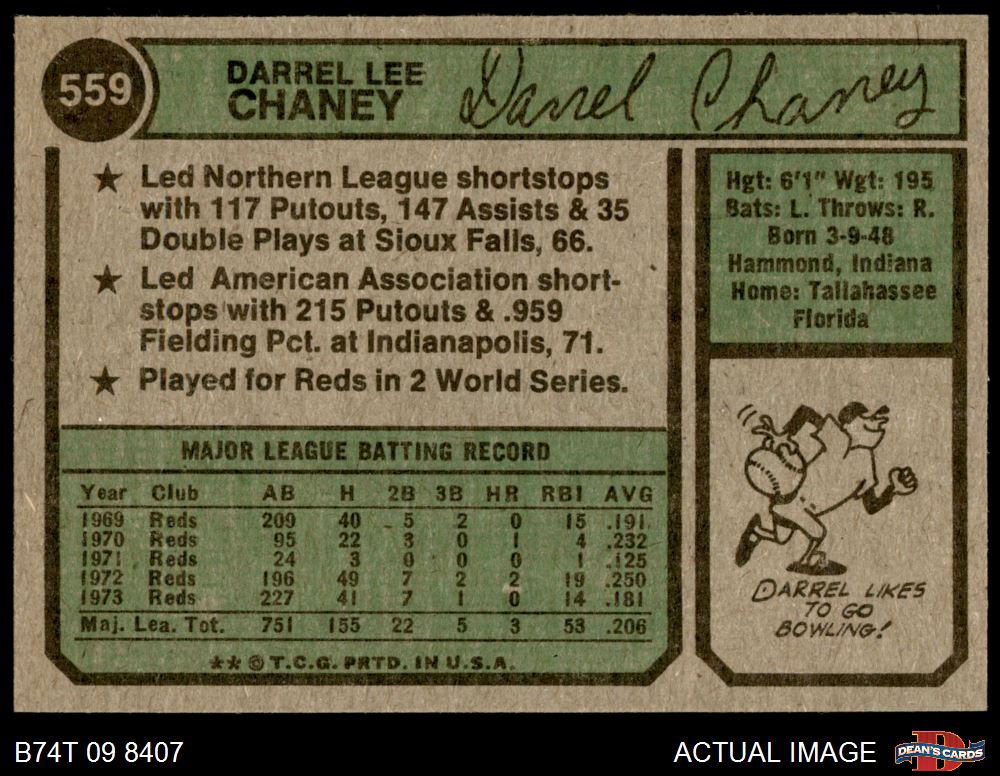 559
DARREL LEE
CHANEY
Darrel Chaney
★ Led Northern League shortstops
with 117 Putouts, 147 Assists & 35
Double Plays at Sioux Falls, 66.
★ Led American Association short-
stops with 215 Putouts & .959
Fielding Pct. at Indianapolis, 71.
★ Played for Reds in 2 World Series.
Hgt: 6'1" Wgt: 195
Bats: L. Throws: R.
Born 3-9-48
Hammond, Indiana
Home: Tallahassee
Florida
MAJOR LEAGUE BATTING RECORD
Year Club AB H 2B 3B HR RBI AVG
1969 Reds 209 40 5 2 0 15 .191
1970 Reds 95 22 3 0 1 4 .232
1971 Reds 24 3 0 0 0 1 .125
1972 Reds 196 49 7 2 2 19 .250
1973 Reds 227 41 7 1 0 14 .181
Maj. Lea. Tot. 751 155 22 5 3 53 .206
★★ © T.C.G. PRTD. IN U.S.A.
DARREL LIKES
TO GO
BOWLING!
B74T 09 8407
ACTUAL IMAGE
DEAN'S CARDS